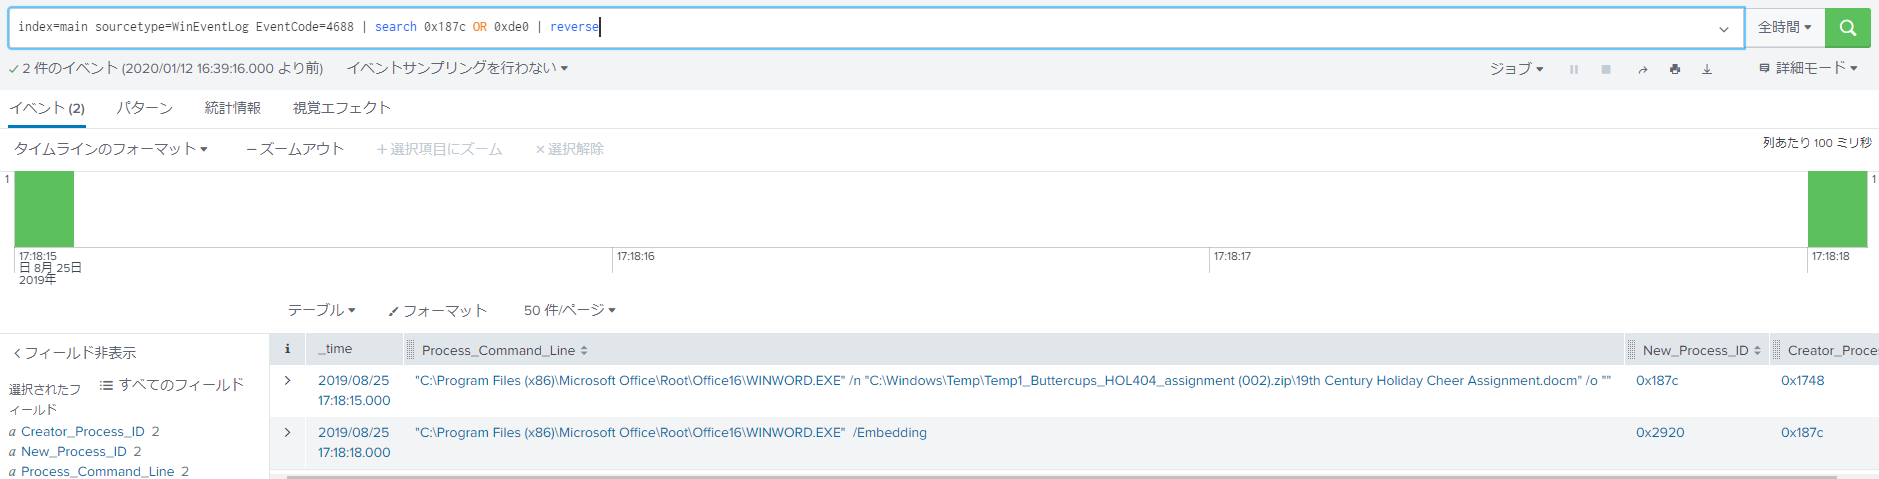 index=main sourcetype=WinEventLog EventCode=4688 | search 0x187c OR 0xde0 | reverse
全時間
2 件のイベント (2020/01/12 16:39:16.000 より前)
イベントサンプリングを行わない
ジョブ
詳細モード
イベント (2)
パターン
統計情報
視覚エフェクト
タイムラインのフォーマット
−ズームアウト
+選択項目にズーム
×選択解除
列あたり 100 ミリ秒
1
1
17:18:15
日 8月 25日
2019年
17:18:16
17:18:17
17:18:18
テーブル
フォーマット
50 件/ページ
<フィールド非表示
すべてのフィールド
選択されたフ
ィールド
a Creator_Process_ID 2
a New_Process_ID 2
a Process_Command_Line 2
i _time Process_Command_Line New_Process_ID Creator_Proce
> 2019/08/25 17:18:15.000 "C:\Program Files (x86)\Microsoft Office\Root\Office16\WINWORD.EXE" /n "C:\Windows\Temp\Temp1_Buttercups_HOL404_assignment (002).zip\19th Century Holiday Cheer Assignment.docm" /o "" 0x187c 0x1748
> 2019/08/25 17:18:18.000 "C:\Program Files (x86)\Microsoft Office\Root\Office16\WINWORD.EXE" /Embedding 0x2920 0x187c